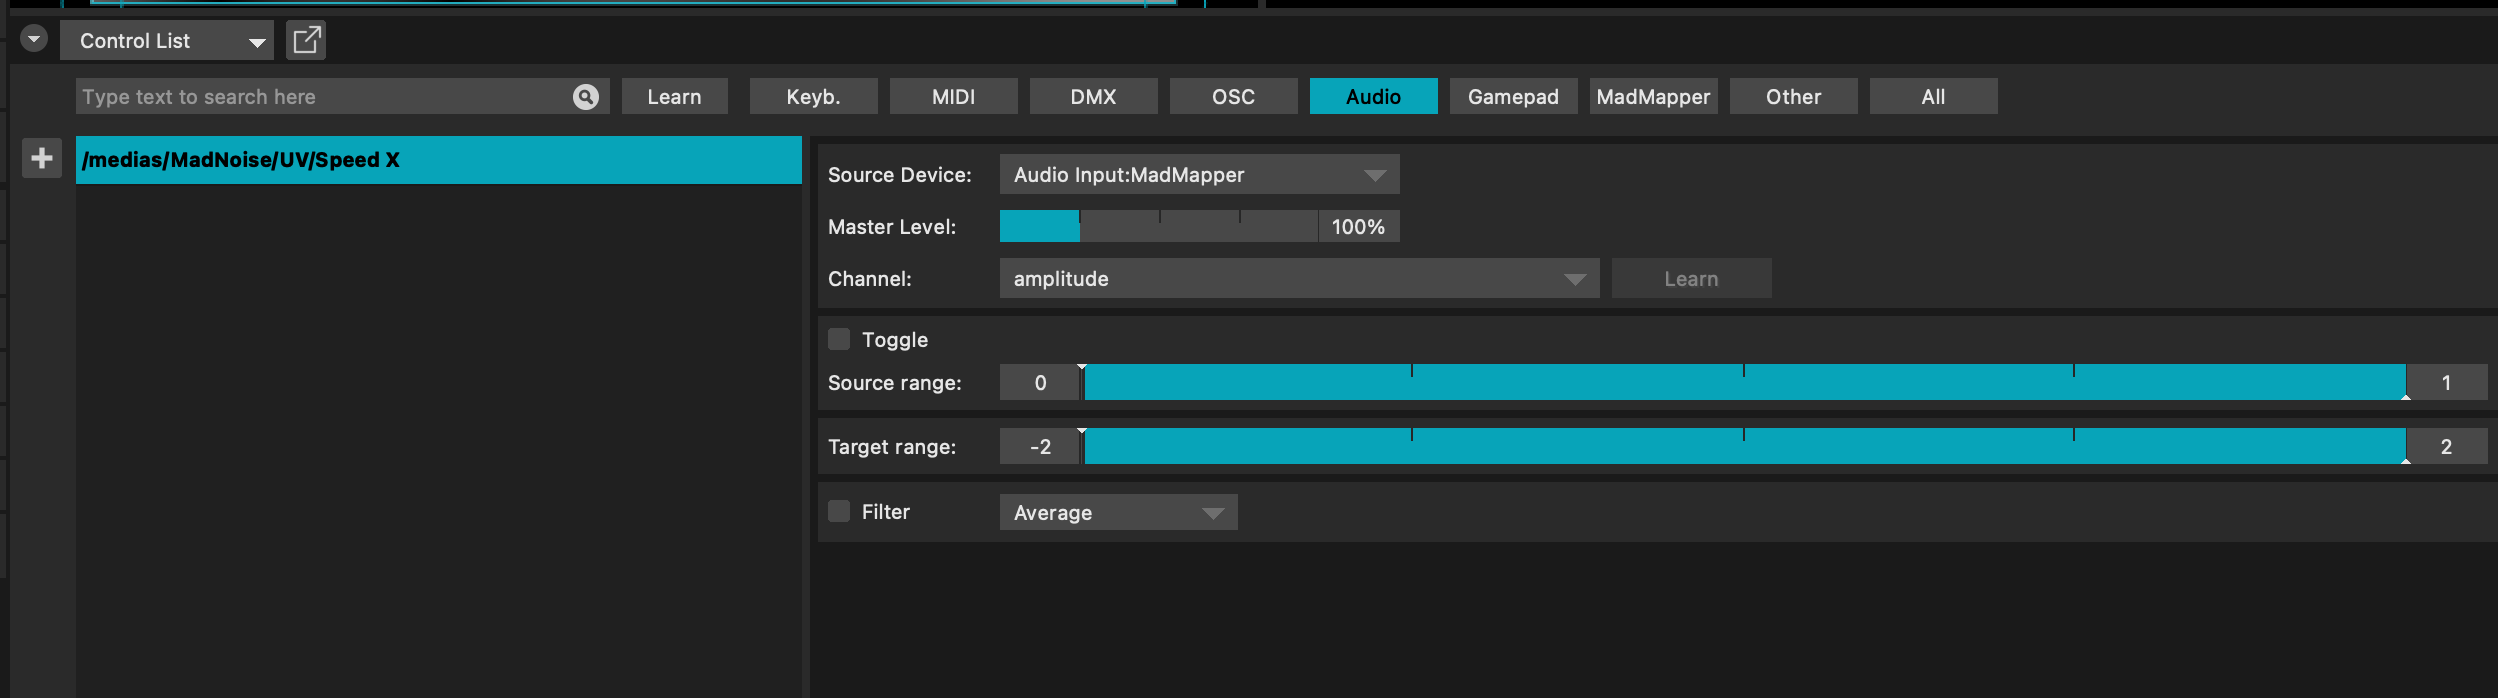 Control List
Type text to search here
Learn
Keyb.
MIDI
DMX
OSC
Audio
Gamepad
MadMapper
Other
All
/medias/MadNoise/UV/Speed X
Source Device:
Audio Input:MadMapper
Master Level:
100%
Channel:
amplitude
Learn
Toggle
Source range:
0
1
Target range:
-2
2
Filter
Average